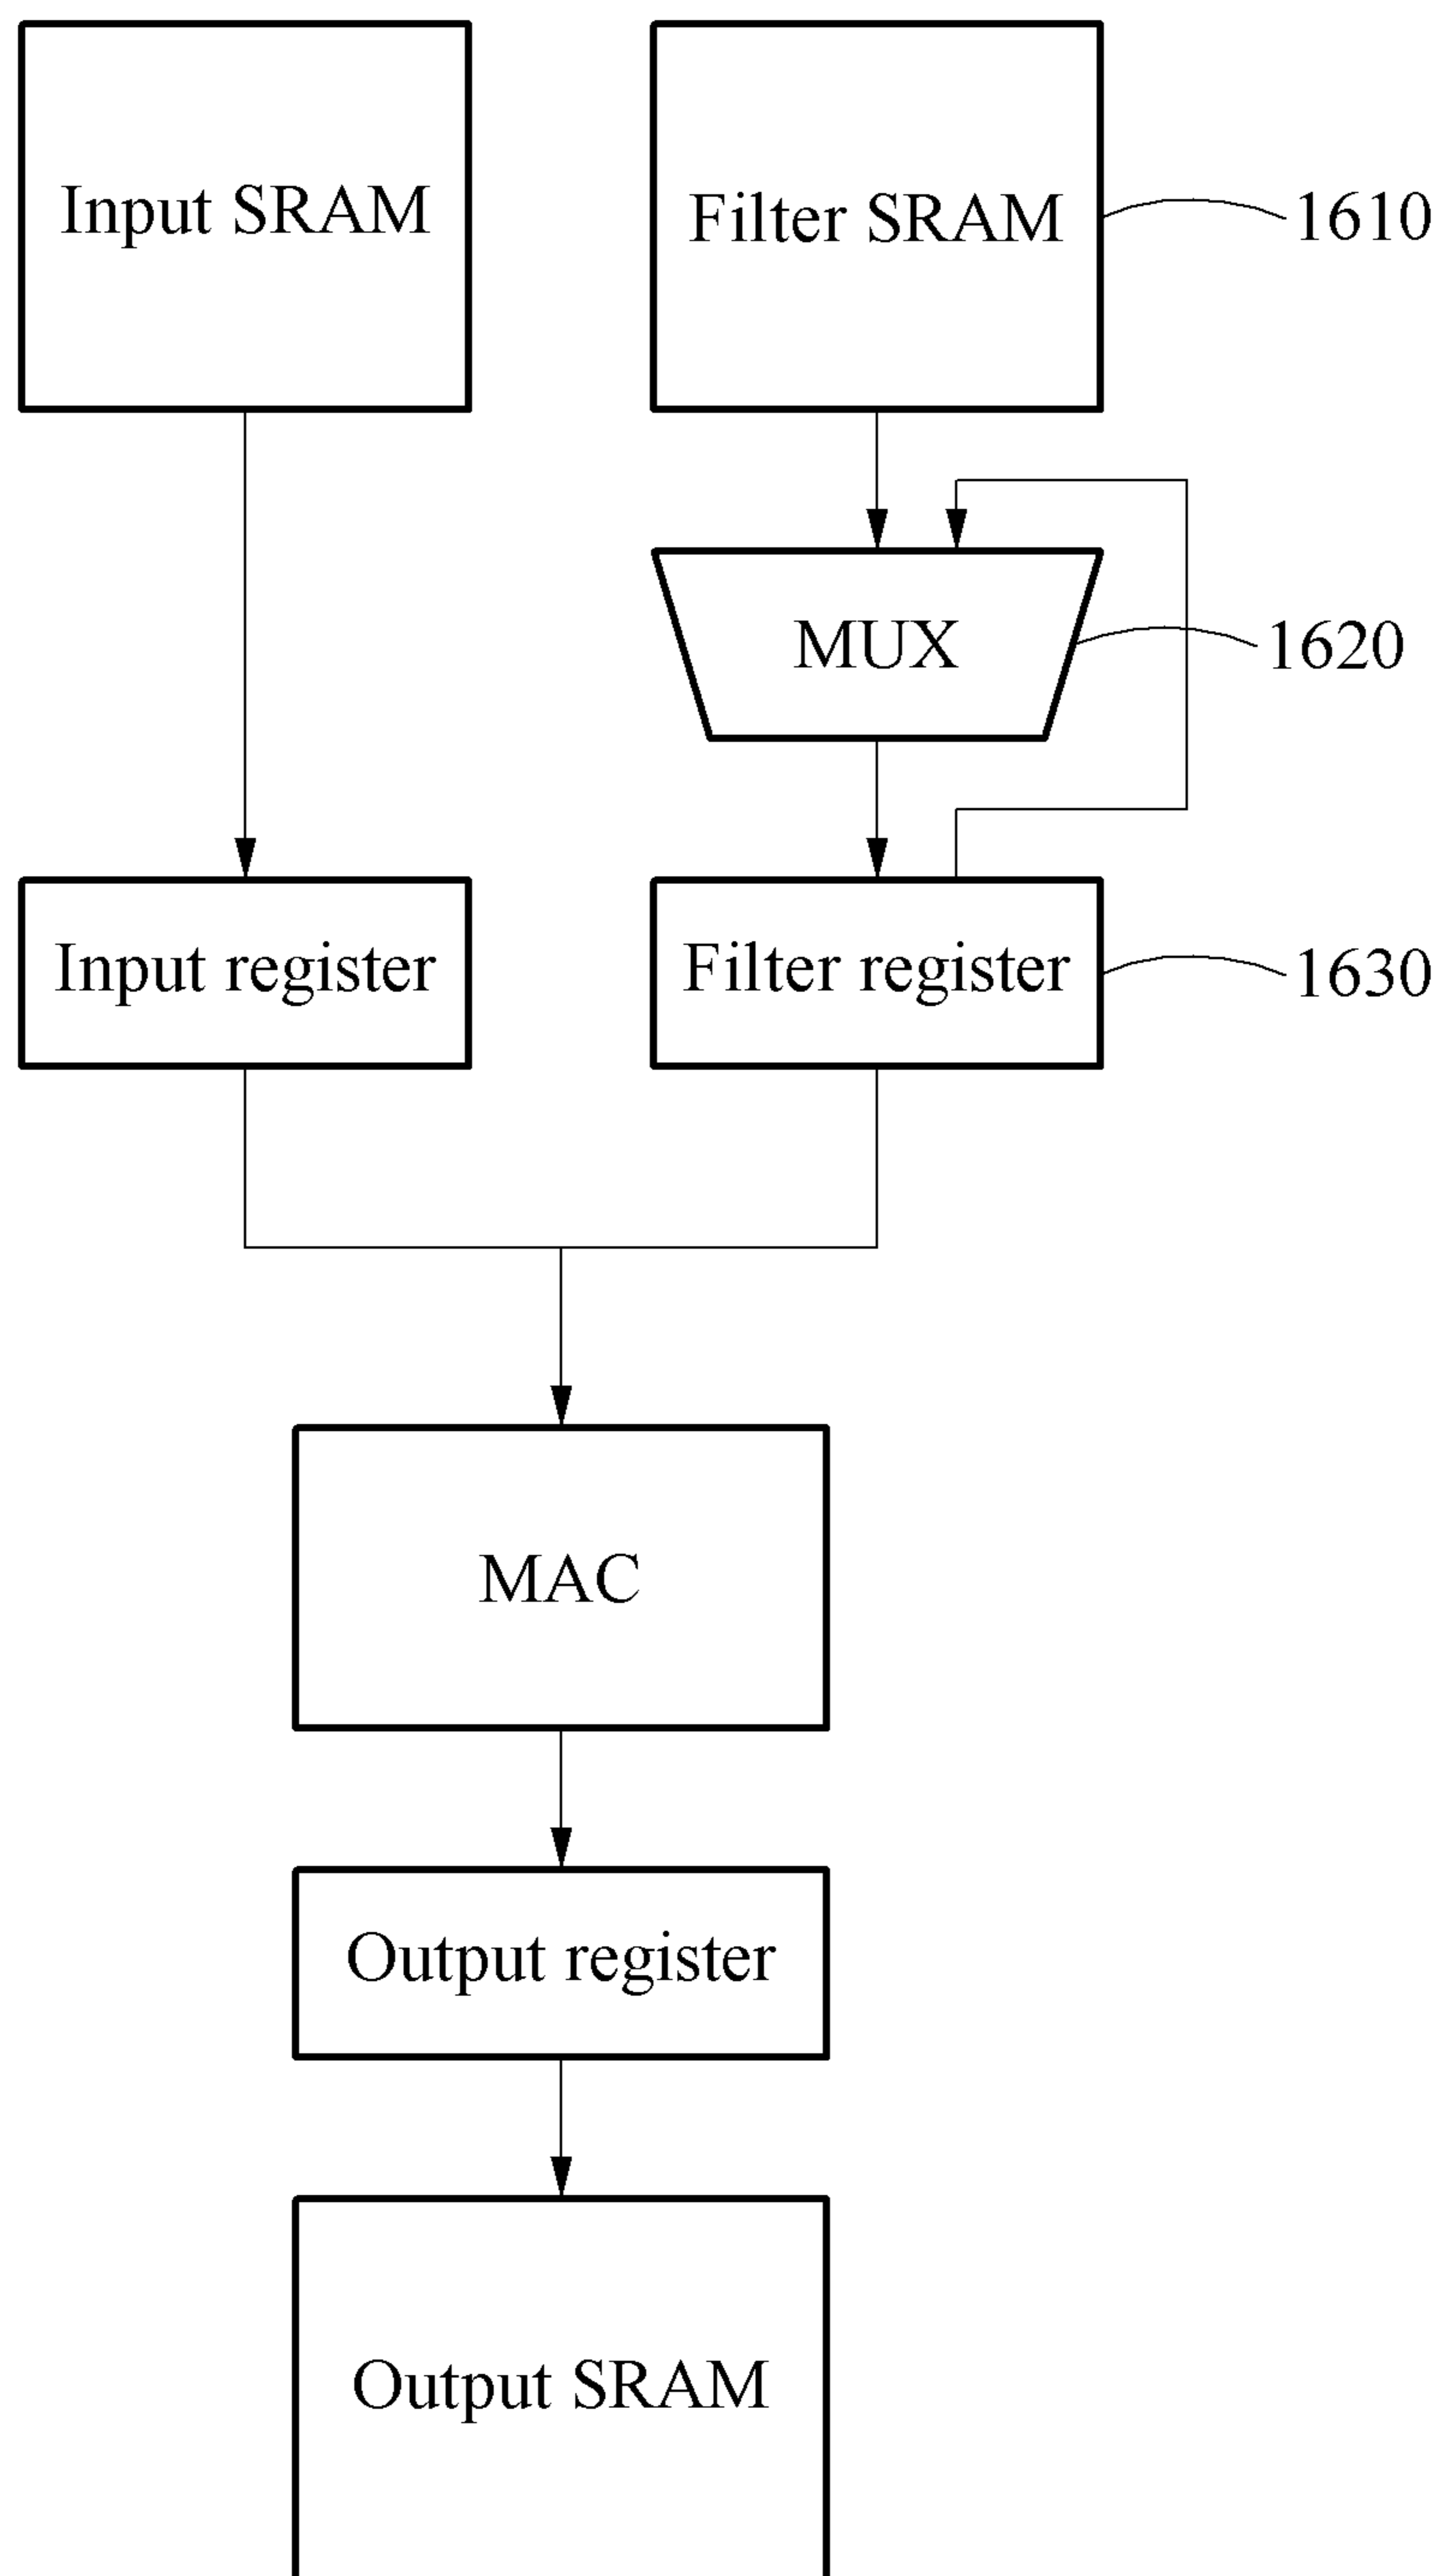 Input SRAM
Filter SRAM
1610
MUX
1620
Input register
Filter register
1630
MAC
Output register
Output SRAM